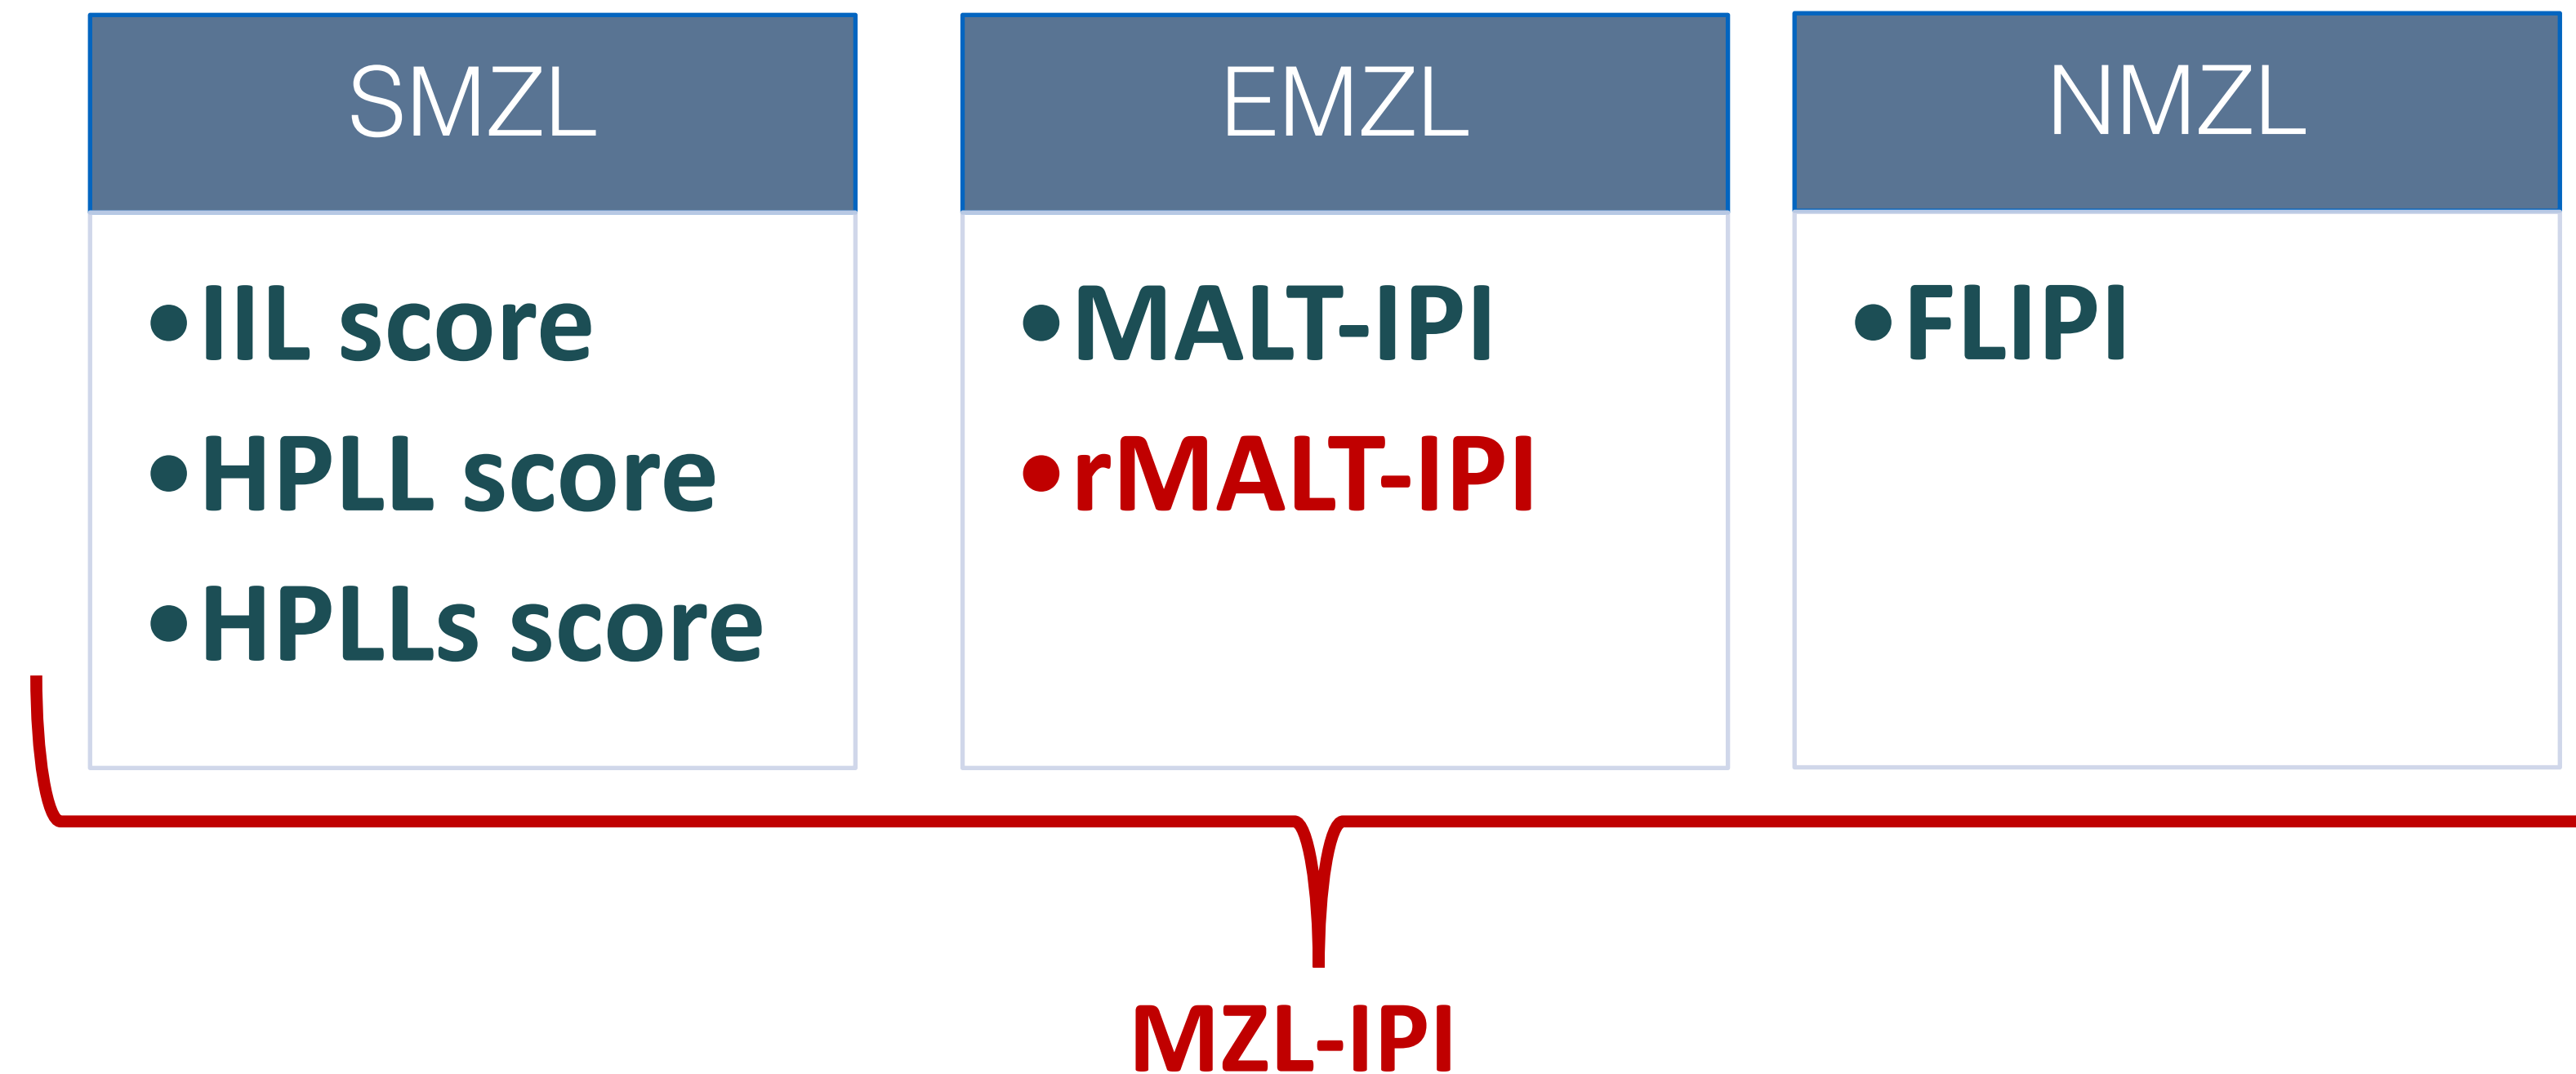 SMZL
•IIL score
•HPLL score
•HPLLs score
EMZL
•MALT-IPI
•rMALT-IPI
NMZL
•FLIPI
MZL-IPI